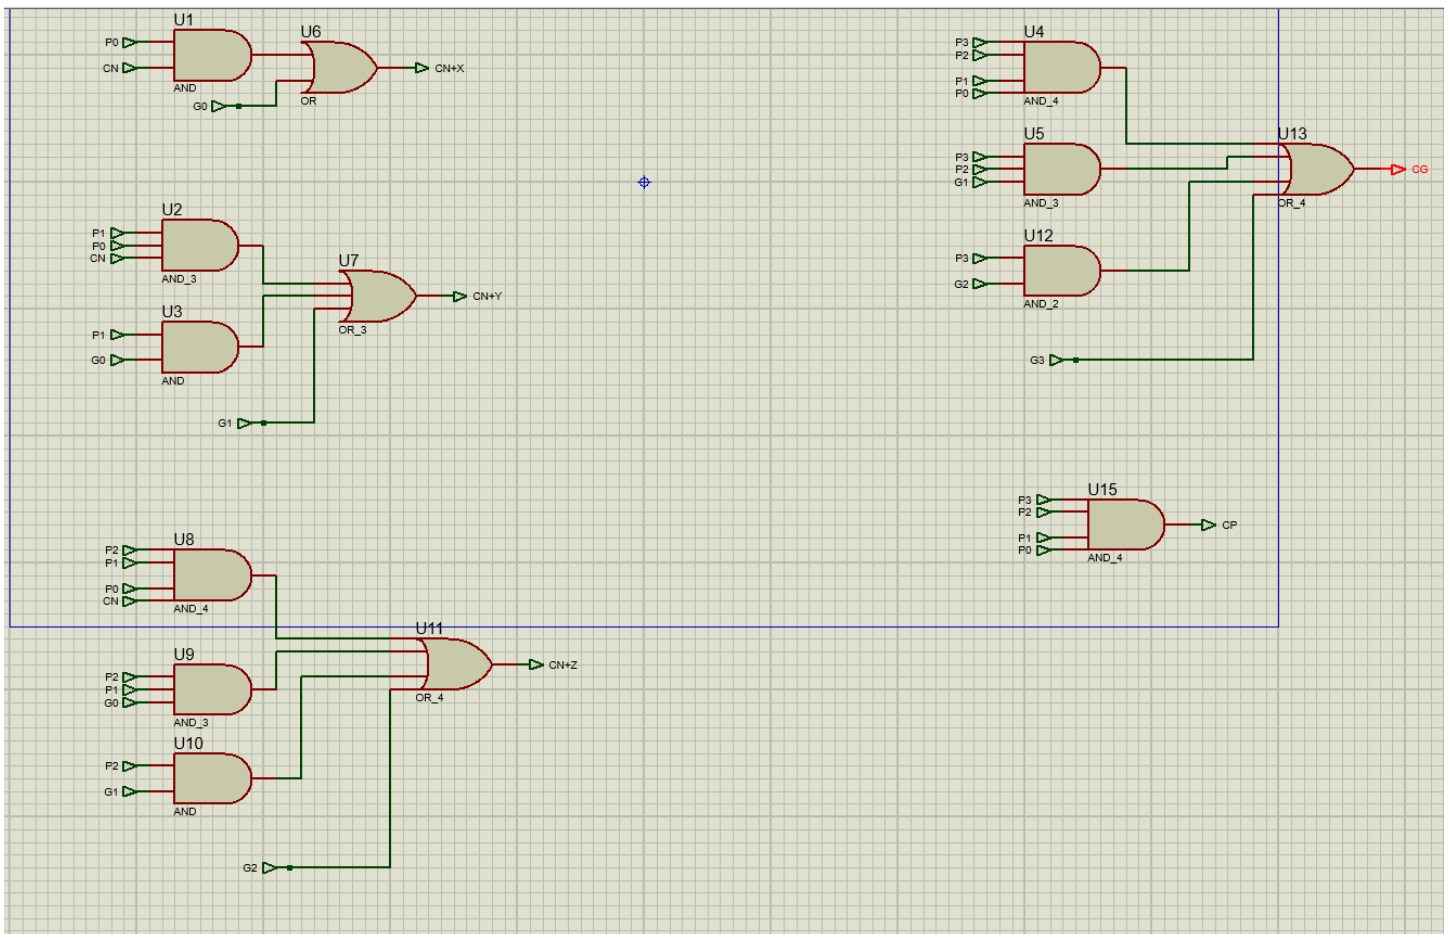 U1
P0
CN
AND
G0
U6
OR
CN+X
U2
P1
P0
CN
AND_3
U3
P1
G0
AND
G1
U7
OR_3
CN+Y
U8
P2
P1
P0
CN
AND_4
U9
P2
P1
G0
AND_3
U10
P2
G1
AND
G2
U11
OR_4
CN+Z
U4
P3
P2
P1
P0
AND_4
U5
P3
P2
G1
AND_3
U12
P3
G2
AND_2
G3
U13
OR_4
CG
U15
P3
P2
P1
P0
AND_4
CP